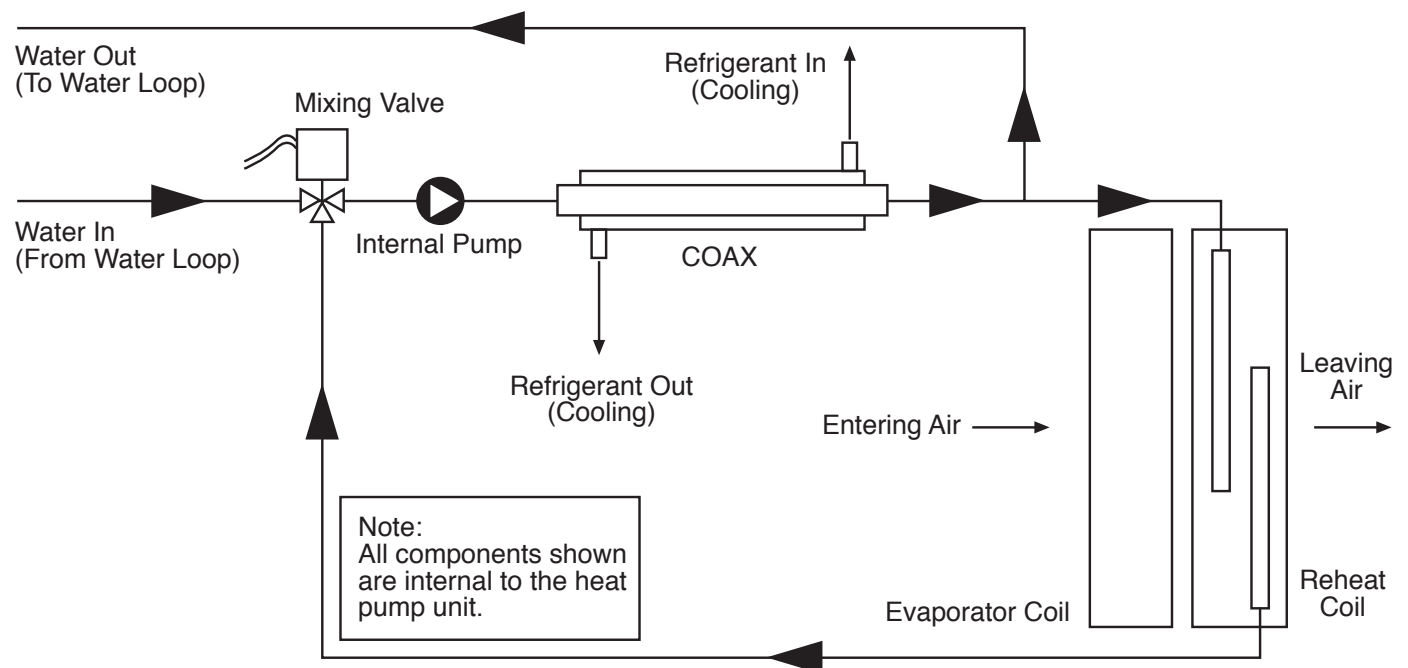 Water Out
(To Water Loop)
Mixing Valve
Refrigerant In
(Cooling)
Water In
(From Water Loop)
Internal Pump
COAX
Refrigerant Out
(Cooling)
Entering Air
Leaving
Air
Note:
All components shown
are internal to the heat
pump unit.
Evaporator Coil
Reheat
Coil